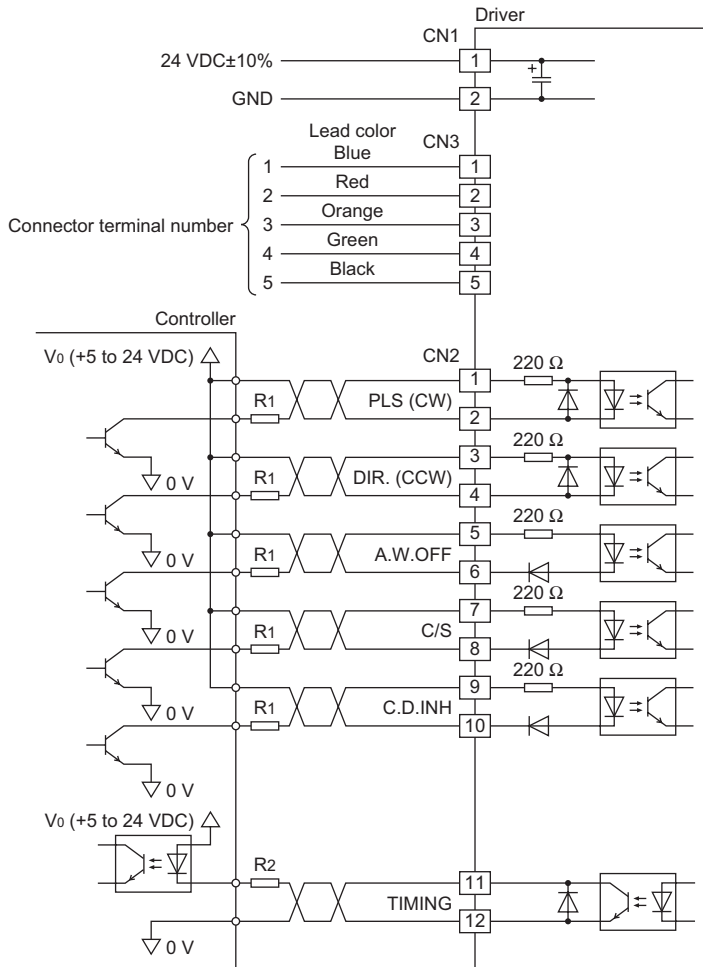 Driver
CN1
24 VDC±10%
1
+
GND
2
Lead color
CN3
Blue
1
1
Red
2
2
Orange
Connector terminal number
3
3
Green
4
4
Black
5
5
Controller
V0 (+5 to 24 VDC)
CN2
220 Ω
1
R1
PLS (CW)
2
220 Ω
3
0 V
R1
DIR. (CCW)
4
220 Ω
5
0 V
R1
A.W.OFF
6
220 Ω
7
0 V
R1
C/S
8
220 Ω
9
0 V
R1
C.D.INH
10
0 V
V0 (+5 to 24 VDC)
R2
11
TIMING
12
0 V